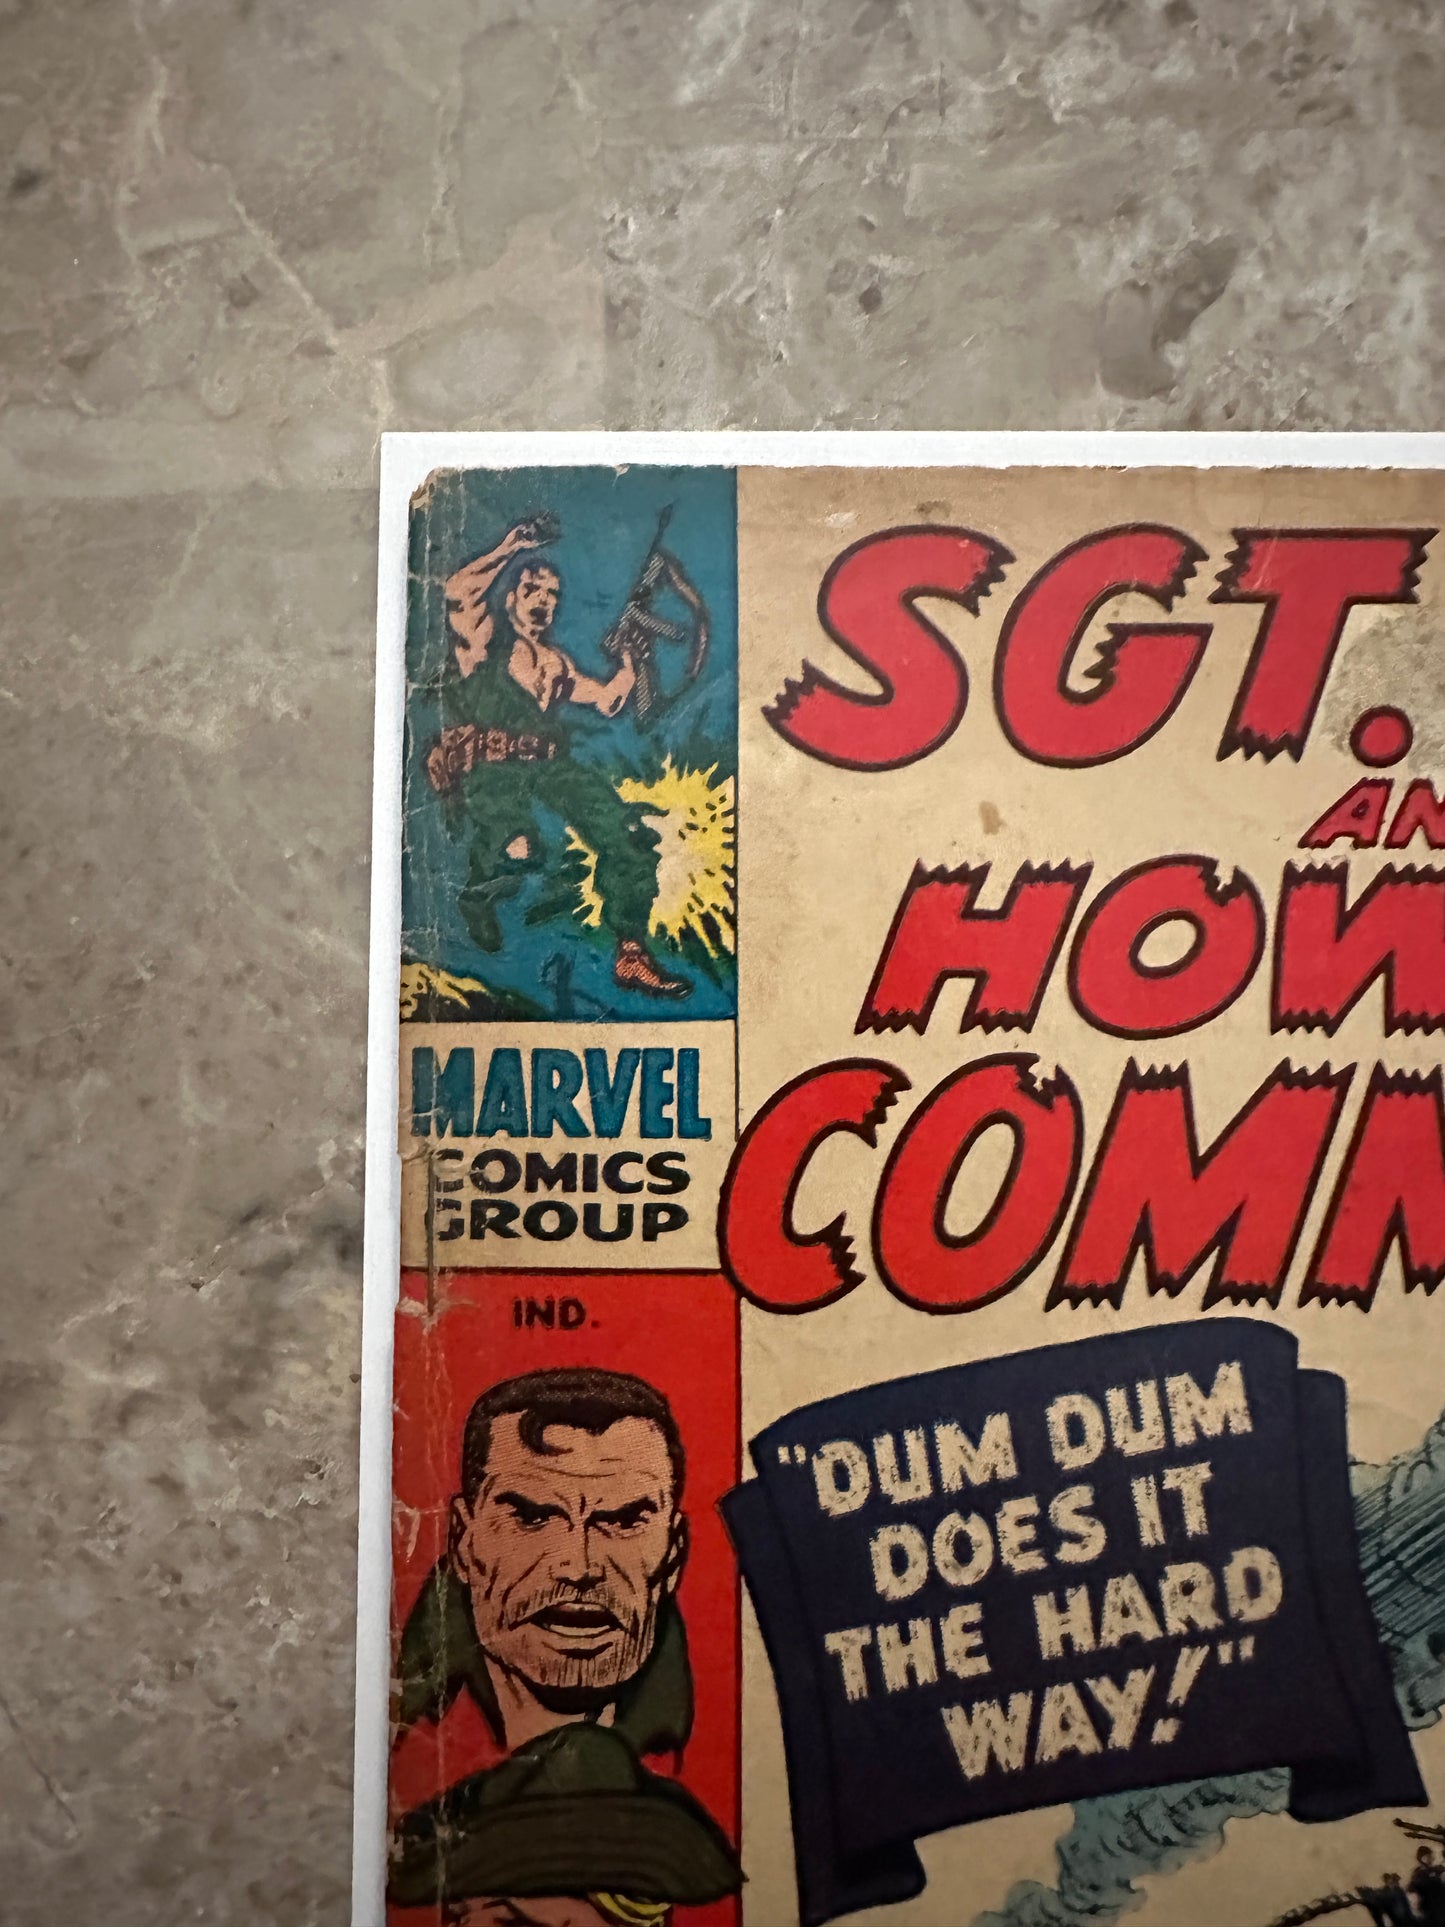 MARVEL
COMICS
GROUP
IND.
SGT.
HOW
COMM
"DUM DUM
DOES IT
THE HARD
WAY!"